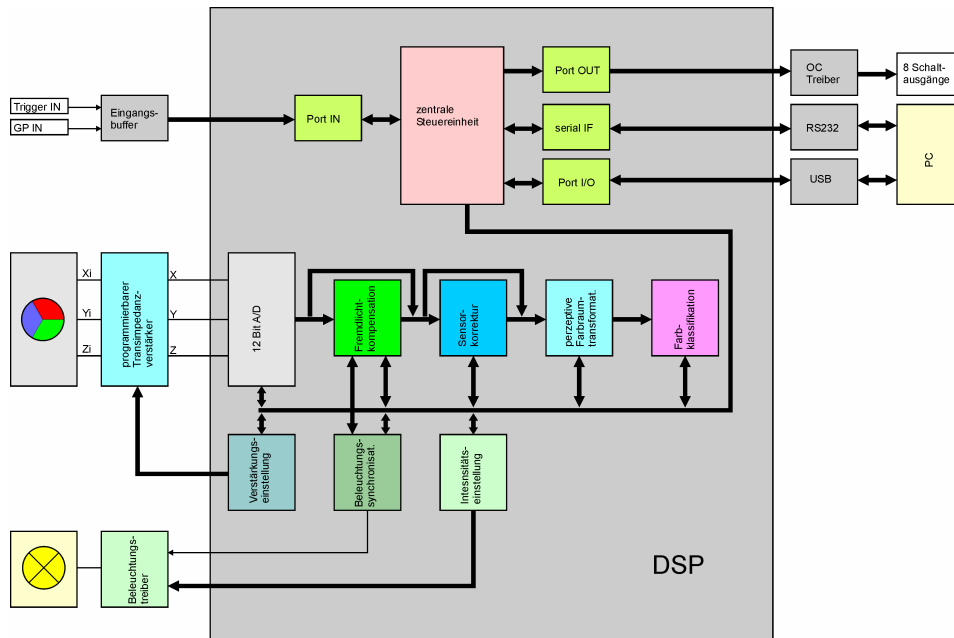 Trigger IN
GP IN
Eingangs-
buffer
Port IN
zentrale
Steuereinheit
Port OUT
serial IF
Port I/O
OC
Treiber
RS232
USB
8 Schalt-
ausgänge
PC
Xi
Yi
Zi
programmierbarer
Transimpedanz-
verstärker
X
Y
Z
12 Bit A/D
Fremdlicht-
kompensation
Sensor-
korrektur
perzeptive
Farbraum-
transformat.
Farb-
klassifikation
Verstärkungs-
einstellung
Beleuchtungs-
synchronisat.
Intesnsitäts-
einstellung
Beleuchtungs-
treiber
DSP